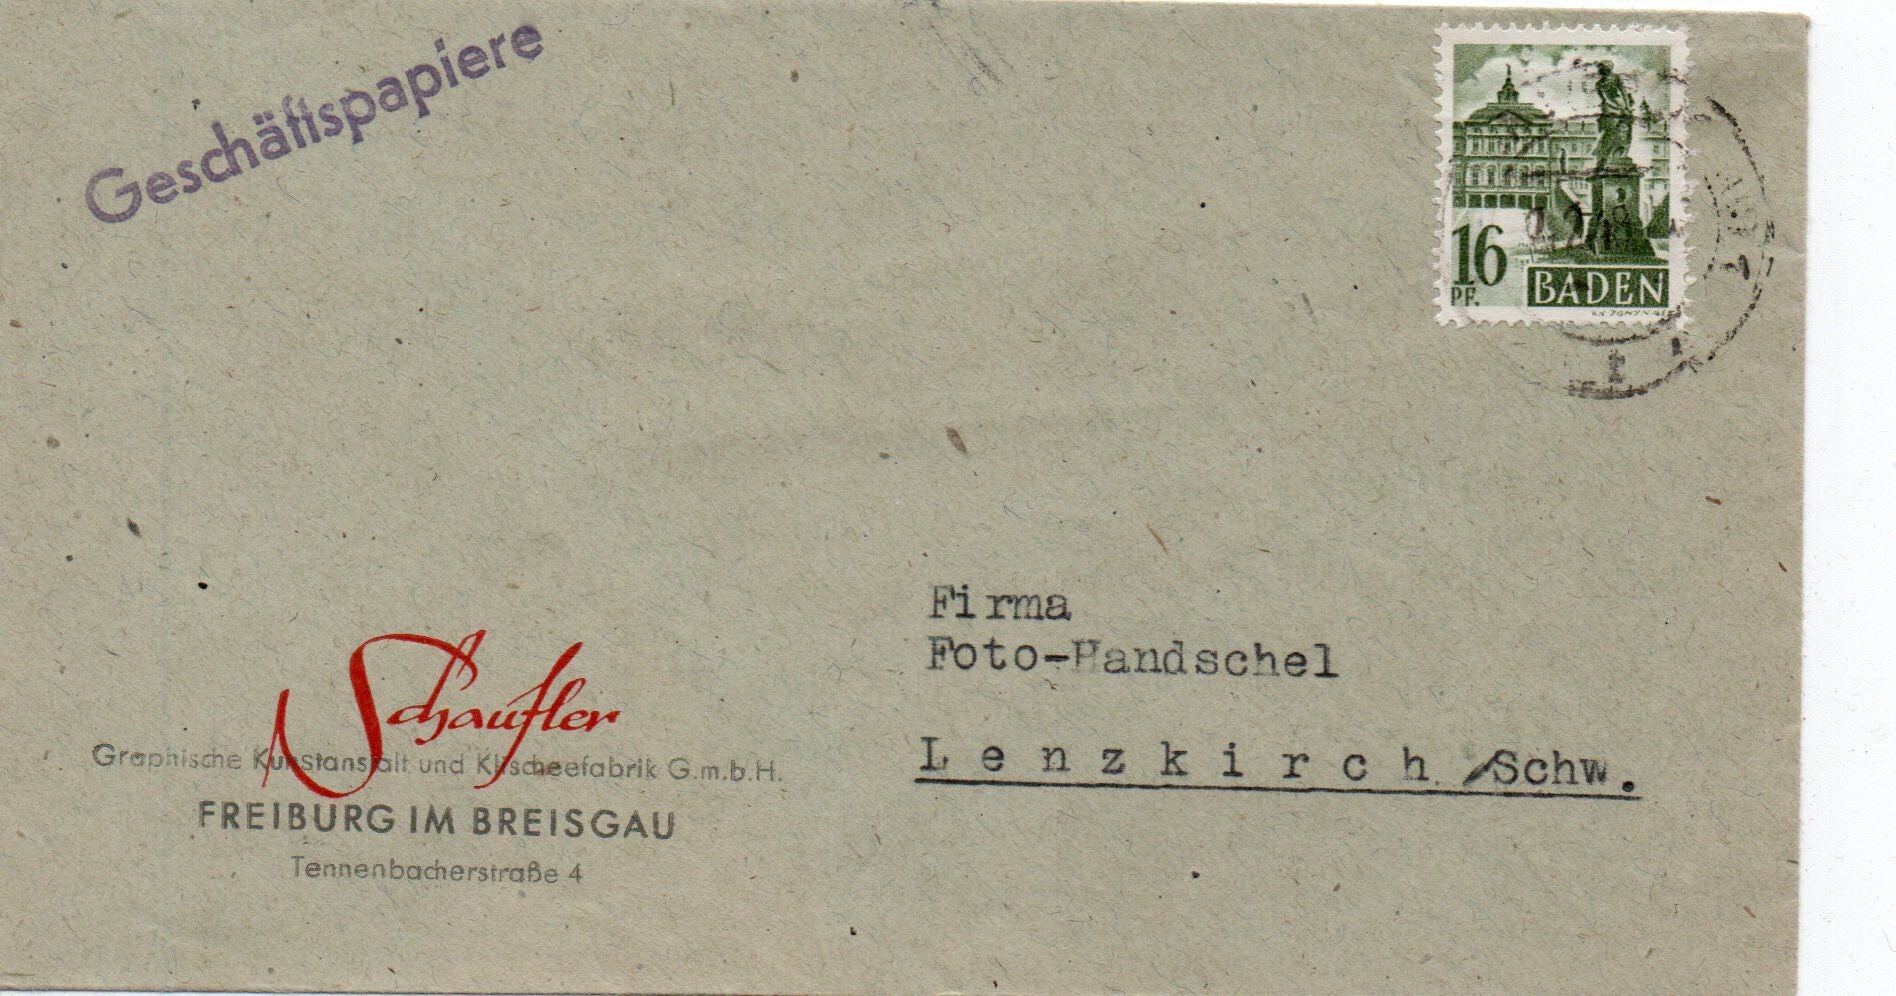 Geschäftspapiere
16
PF.
BADEN
Schaufler
Graphische Kunstanstalt und Klischeefabrik G.m.b.H.
FREIBURG IM BREISGAU
Tennenbacherstraße 4
Firma
Foto-Handschel
Lenzkirch/Schw.